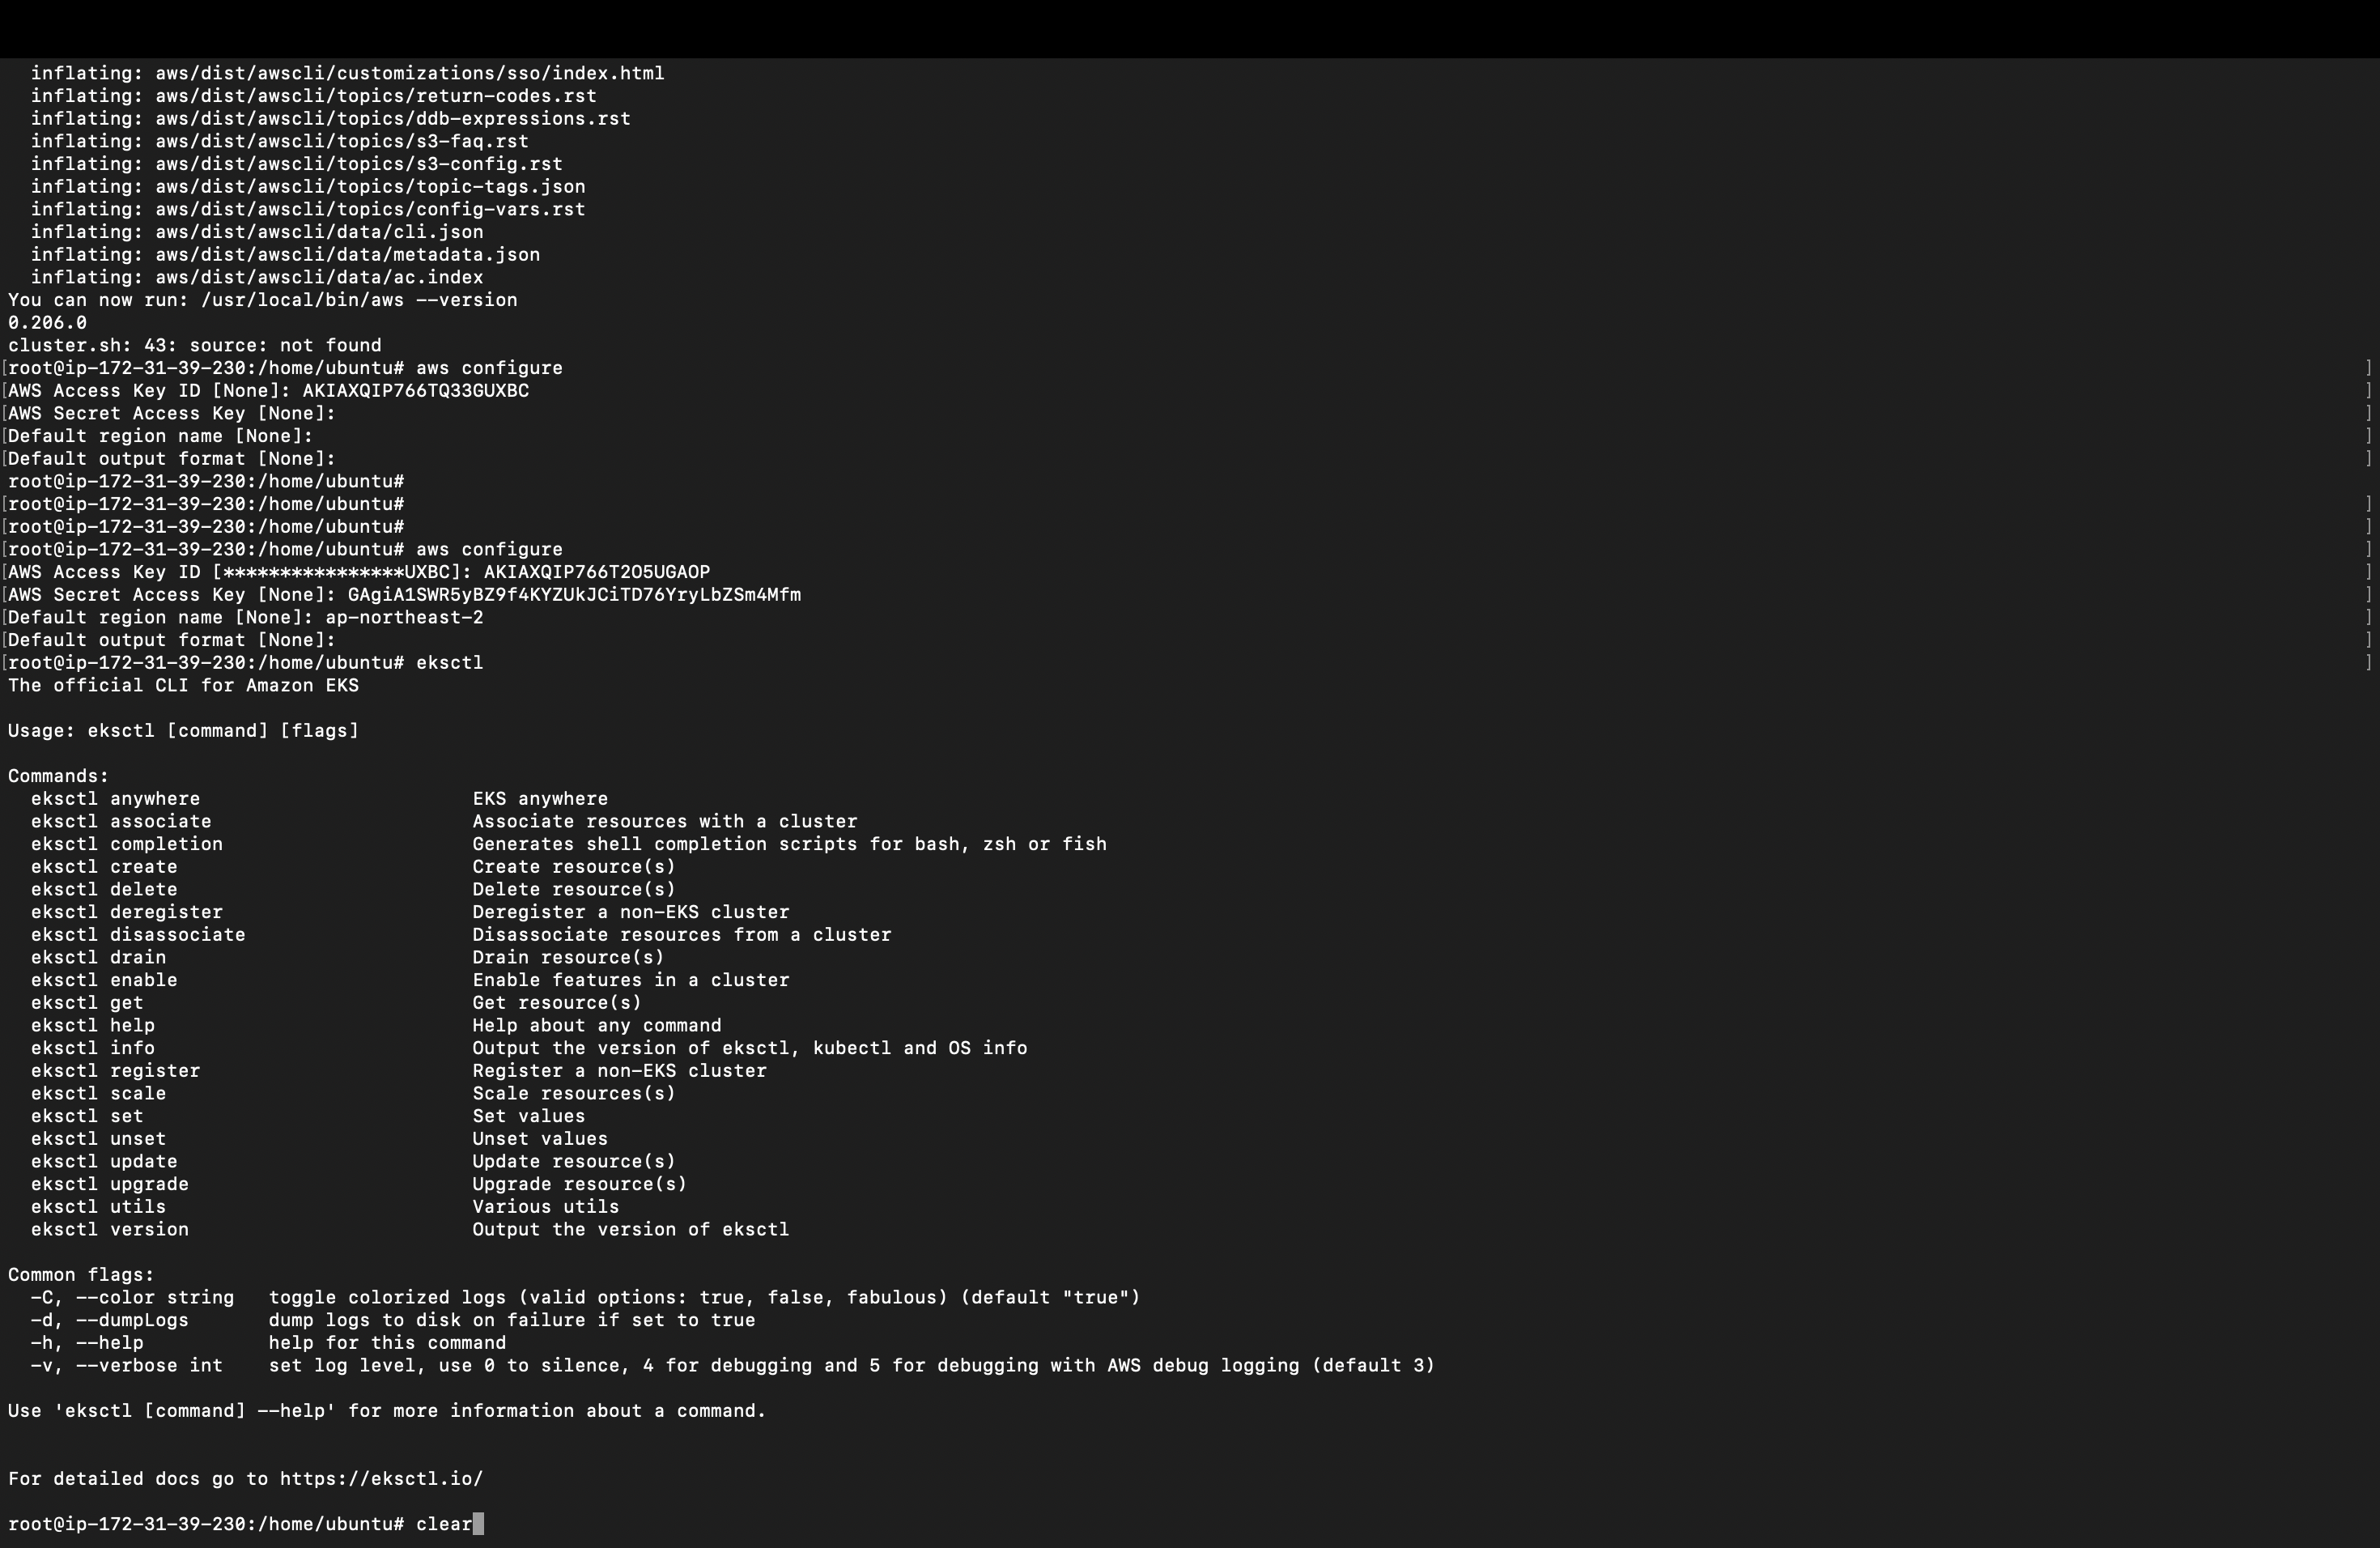 inflating: aws/dist/awscli/customizations/sso/index.html
inflating: aws/dist/awscli/topics/return-codes.rst
inflating: aws/dist/awscli/topics/ddb-expressions.rst
inflating: aws/dist/awscli/topics/s3-faq.rst
inflating: aws/dist/awscli/topics/s3-config.rst
inflating: aws/dist/awscli/topics/topic-tags.json
inflating: aws/dist/awscli/topics/config-vars.rst
inflating: aws/dist/awscli/data/cli.json
inflating: aws/dist/awscli/data/metadata.json
inflating: aws/dist/awscli/data/ac.index
You can now run: /usr/local/bin/aws --version
0.206.0
cluster.sh: 43: source: not found
[root@ip-172-31-39-230:/home/ubuntu# aws configure ]
[AWS Access Key ID [None]: AKIAXQIP766TQ33GUXBC ]
[AWS Secret Access Key [None]: ]
[Default region name [None]: ]
[Default output format [None]: ]
root@ip-172-31-39-230:/home/ubuntu#
[root@ip-172-31-39-230:/home/ubuntu# ]
[root@ip-172-31-39-230:/home/ubuntu# ]
[root@ip-172-31-39-230:/home/ubuntu# aws configure ]
[AWS Access Key ID [****************UXBC]: AKIAXQIP766T2O5UGAOP ]
[AWS Secret Access Key [None]: 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 ]
[Default region name [None]: ap-northeast-2 ]
[Default output format [None]: ]
[root@ip-172-31-39-230:/home/ubuntu# eksctl ]
The official CLI for Amazon EKS
Usage: eksctl [command] [flags]
Commands:
eksctl anywhere EKS anywhere
eksctl associate Associate resources with a cluster
eksctl completion Generates shell completion scripts for bash, zsh or fish
eksctl create Create resource(s)
eksctl delete Delete resource(s)
eksctl deregister Deregister a non-EKS cluster
eksctl disassociate Disassociate resources from a cluster
eksctl drain Drain resource(s)
eksctl enable Enable features in a cluster
eksctl get Get resource(s)
eksctl help Help about any command
eksctl info Output the version of eksctl, kubectl and OS info
eksctl register Register a non-EKS cluster
eksctl scale Scale resources(s)
eksctl set Set values
eksctl unset Unset values
eksctl update Update resource(s)
eksctl upgrade Upgrade resource(s)
eksctl utils Various utils
eksctl version Output the version of eksctl
Common flags:
-C, --color string toggle colorized logs (valid options: true, false, fabulous) (default "true")
-d, --dumpLogs dump logs to disk on failure if set to true
-h, --help help for this command
-v, --verbose int set log level, use 0 to silence, 4 for debugging and 5 for debugging with AWS debug logging (default 3)
Use 'eksctl [command] --help' for more information about a command.
For detailed docs go to https://eksctl.io/
root@ip-172-31-39-230:/home/ubuntu# clear